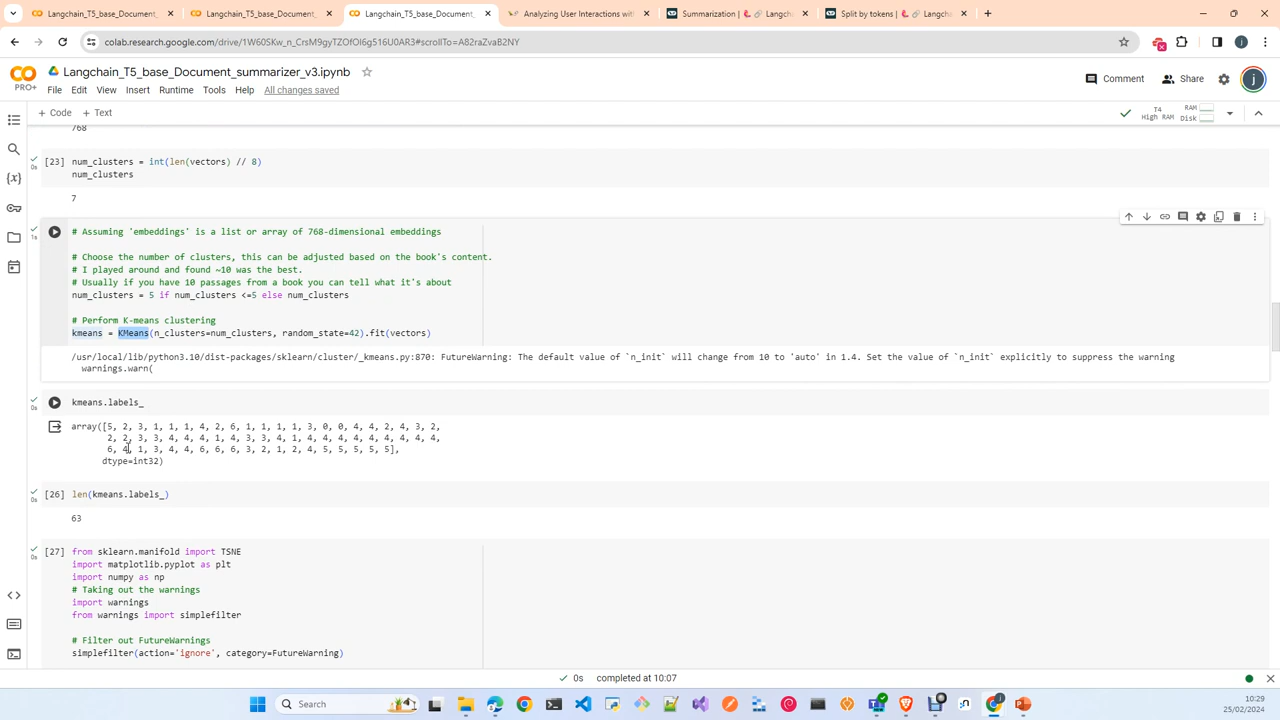 Langchain_T5_base_Document_
Langchain_T5_base_Document_
Langchain_T5_base_Document_
Analyzing User Interactions with
Summarization | Langcha
Split by tokens | Langcha
colab.research.google.com/drive/1W60SKw_n_CrsM9gyTZOfOl6g516U0AR3#scrollTo=A82raZvaB2NY
j
Langchain_T5_base_Document_summarizer_v3.ipynb
PRO+
File Edit View Insert Runtime Tools Help All changes saved
Comment
Share
j
+ Code + Text
T4
High RAM
RAM
Disk
768
[23] num_clusters = int(len(vectors) // 8)
num_clusters
0s
7
# Assuming 'embeddings' is a list or array of 768-dimensional embeddings
1s
# Choose the number of clusters, this can be adjusted based on the book's content.
# I played around and found ~10 was the best.
# Usually if you have 10 passages from a book you can tell what it's about
num_clusters = 5 if num_clusters <=5 else num_clusters
# Perform K-means clustering
kmeans = KMeans(n_clusters=num_clusters, random_state=42).fit(vectors)
/usr/local/lib/python3.10/dist-packages/sklearn/cluster/_kmeans.py:870: FutureWarning: The default value of `n_init` will change from 10 to 'auto' in 1.4. Set the value of `n_init` explicitly to suppress the warning
warnings.warn(
kmeans.labels_
0s
array([5, 2, 3, 1, 1, 1, 4, 2, 6, 1, 1, 1, 1, 3, 0, 0, 4, 4, 2, 4, 3, 2,
2, 2, 3, 3, 4, 4, 4, 1, 4, 3, 3, 4, 1, 4, 4, 4, 4, 4, 4, 4, 4, 4,
6, 4, 1, 3, 4, 4, 6, 6, 6, 3, 2, 1, 2, 4, 5, 5, 5, 5, 5],
dtype=int32)
[26] len(kmeans.labels_)
0s
63
[27] from sklearn.manifold import TSNE
import matplotlib.pyplot as plt
0s
import numpy as np
# Taking out the warnings
import warnings
from warnings import simplefilter
# Filter out FutureWarnings
simplefilter(action='ignore', category=FutureWarning)
0s completed at 10:07
Search
10:29
25/02/2024